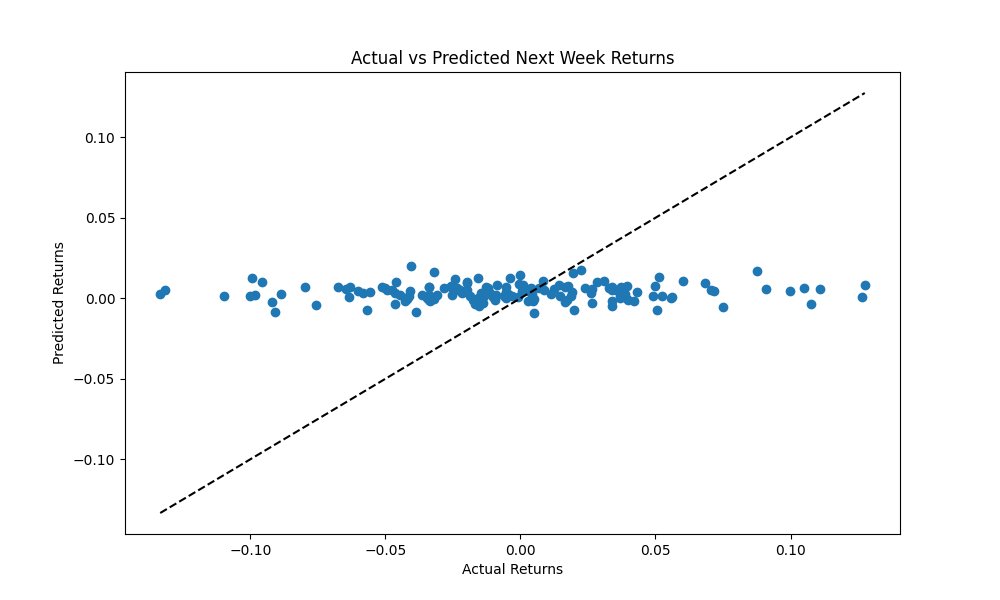 Actual vs Predicted Next Week Returns
Predicted Returns
0.10
0.05
0.00
−0.05
−0.10
−0.10 −0.05 0.00 0.05 0.10
Actual Returns